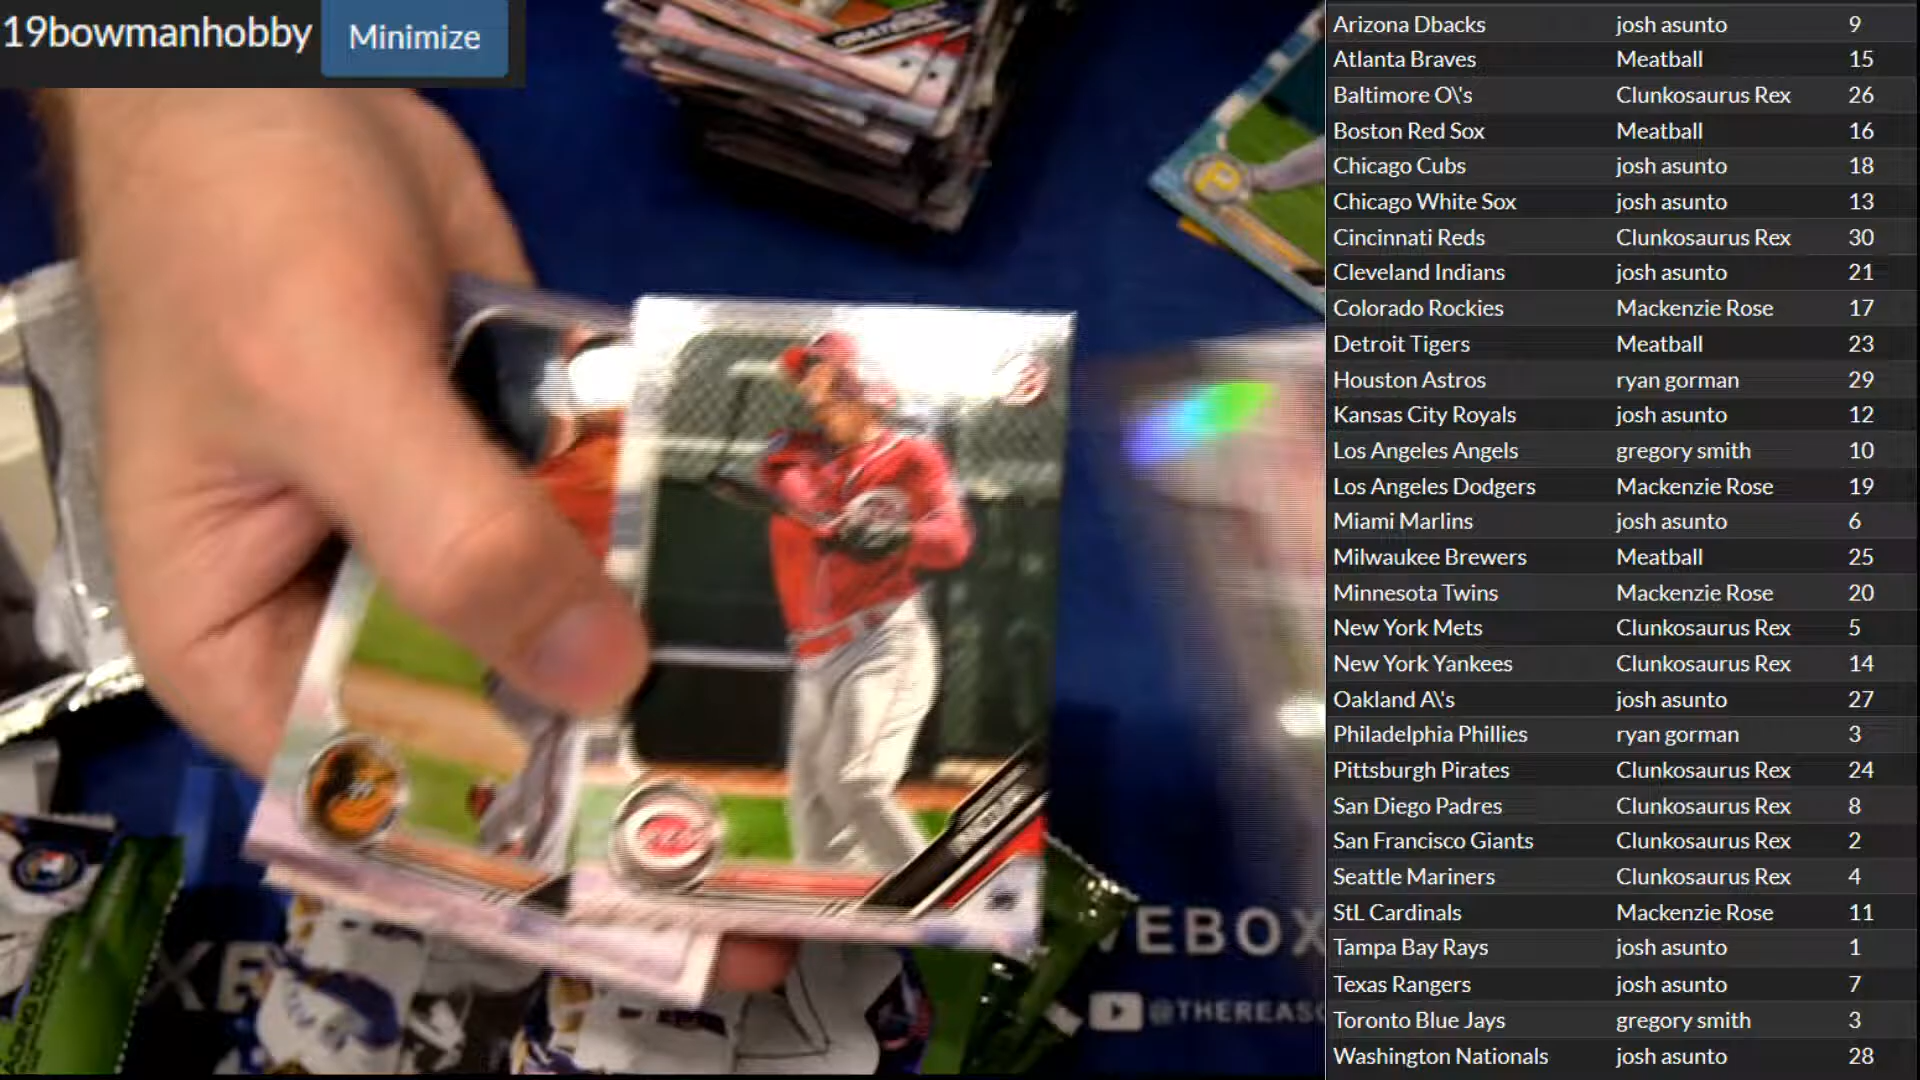 19bowmanhobby Minimize
Arizona Dbacks josh asunto 9
Atlanta Braves Meatball 15
Baltimore O\'s Clunkosaurus Rex 26
Boston Red Sox Meatball 16
Chicago Cubs josh asunto 18
Chicago White Sox josh asunto 13
Cincinnati Reds Clunkosaurus Rex 30
Cleveland Indians josh asunto 21
Colorado Rockies Mackenzie Rose 17
Detroit Tigers Meatball 23
Houston Astros ryan gorman 29
Kansas City Royals josh asunto 12
Los Angeles Angels gregory smith 10
Los Angeles Dodgers Mackenzie Rose 19
Miami Marlins josh asunto 6
Milwaukee Brewers Meatball 25
Minnesota Twins Mackenzie Rose 20
New York Mets Clunkosaurus Rex 5
New York Yankees Clunkosaurus Rex 14
Oakland A\'s josh asunto 27
Philadelphia Phillies ryan gorman 3
Pittsburgh Pirates Clunkosaurus Rex 24
San Diego Padres Clunkosaurus Rex 8
San Francisco Giants Clunkosaurus Rex 2
Seattle Mariners Clunkosaurus Rex 4
StL Cardinals Mackenzie Rose 11
Tampa Bay Rays josh asunto 1
Texas Rangers josh asunto 7
Toronto Blue Jays gregory smith 3
Washington Nationals josh asunto 28
P
VEBOX
XE
@THEREAS